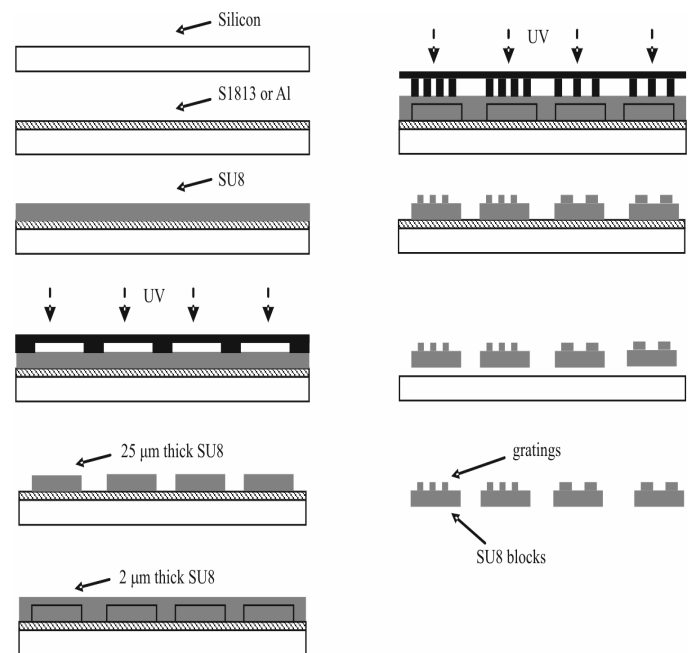 Silicon
S1813 or Al
SU8
UV
25 μm thick SU8
2 μm thick SU8
UV
gratings
SU8 blocks